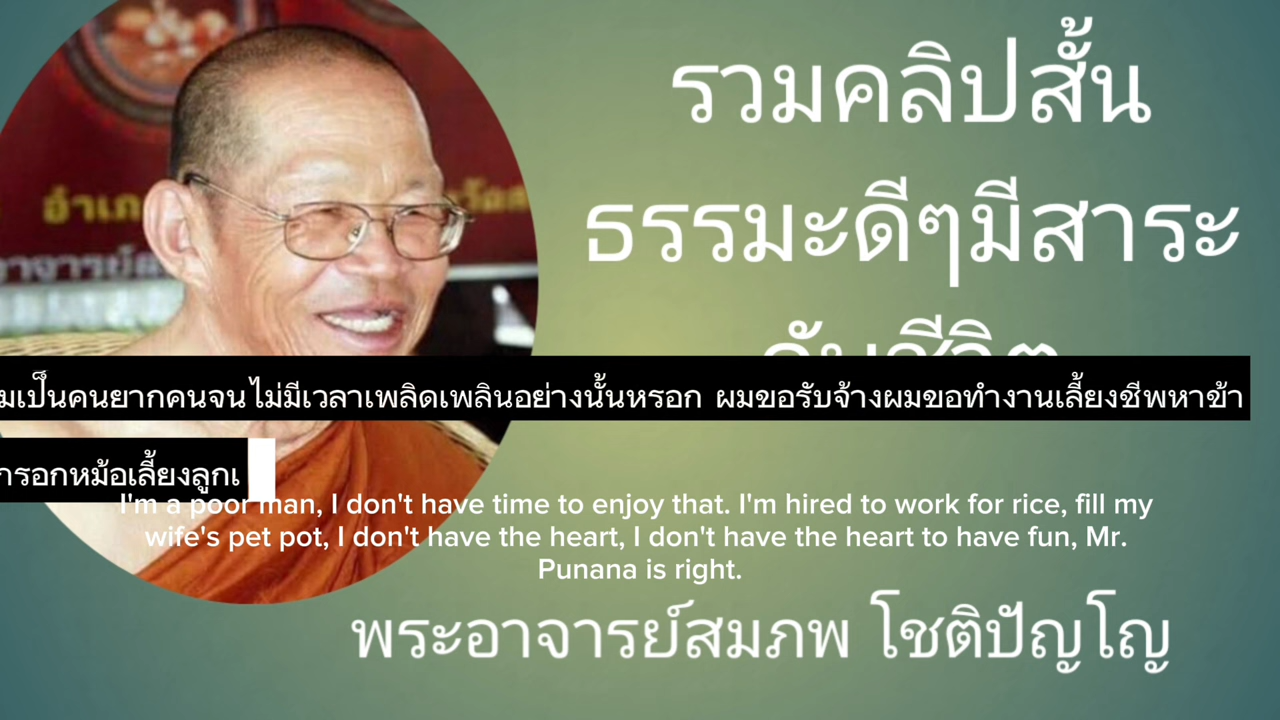 รวมคลิปสั้น
ธรรมะดีๆมีสาระ
อำเภ
มเป็นคนยากคนจนไม่มีเวลาเพลิดเพลินอย่างนั้นหรอก ผมขอรับจ้างผมขอทำงานเลี้ยงชีพหาข้า
กรอกหม้อเลี้ยงลูกเ
I'm a poor man, I don't have time to enjoy that. I'm hired to work for rice, fill my
wife's pet pot, I don't have the heart, I don't have the heart to have fun, Mr.
Punana is right.
พระอาจารย์สมภพ โชติปัญโญ